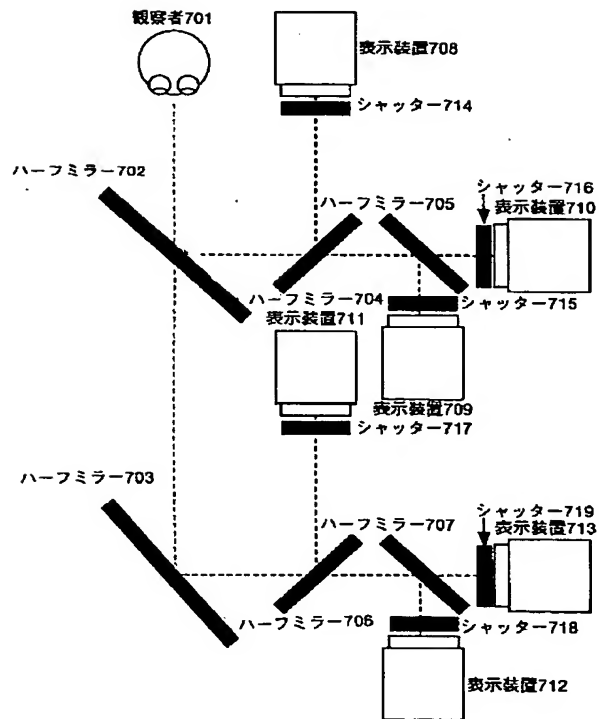 観察者701
表示装置708
シャッター714
ハーフミラー702
シャッター716
表示装置710
ハーフミラー705
ハーフミラー704
シャッター715
表示装置711
表示装置709
シャッター717
ハーフミラー703
シャッター719
表示装置713
ハーフミラー707
ハーフミラー706
シャッター718
表示装置712